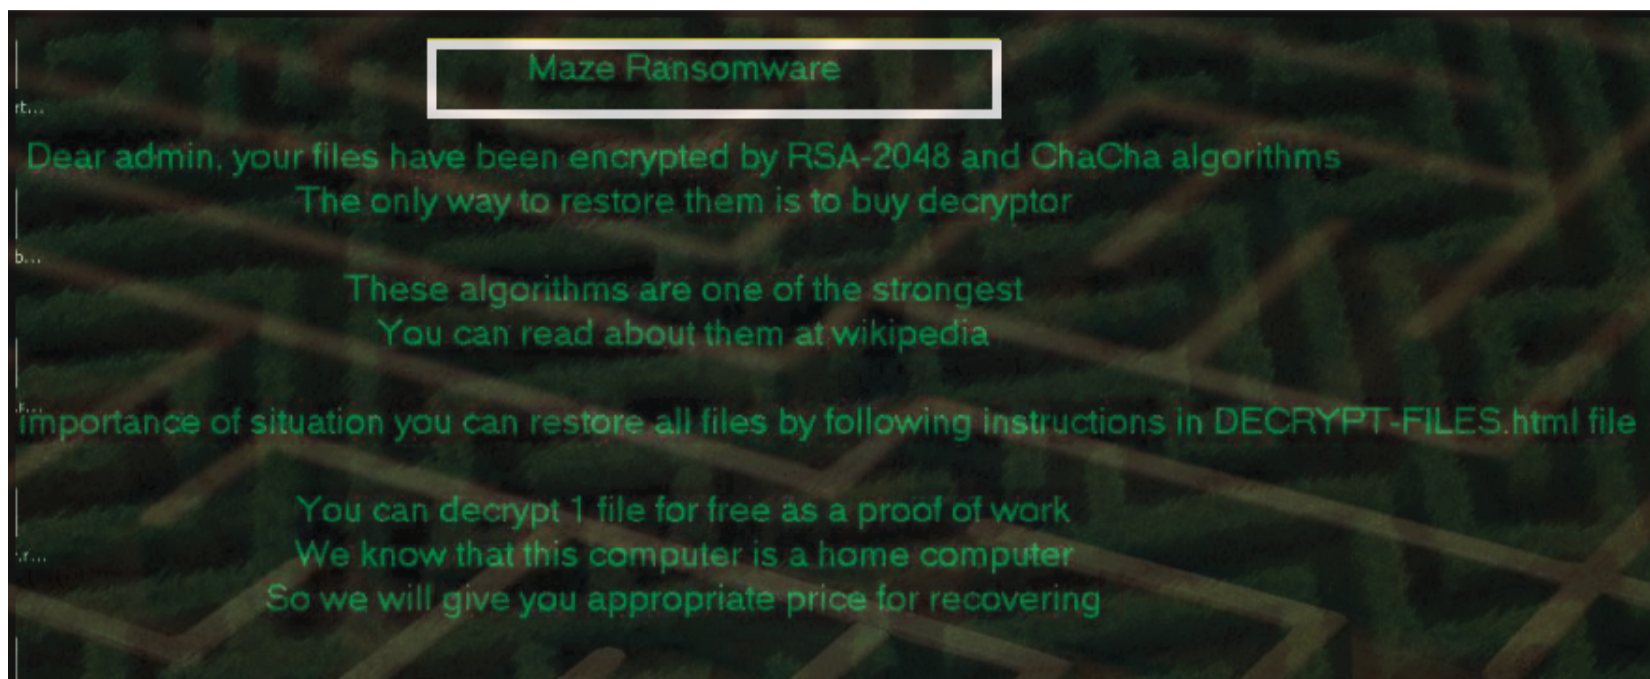 Maze Ransomware
rt...
Dear admin, your files have been encrypted by RSA-2048 and ChaCha algorithms
The only way to restore them is to buy decryptor
b...
These algorithms are one of the strongest
You can read about them at wikipedia
importance of situation you can restore all files by following instructions in DECRYPT-FILES.html file
You can decrypt 1 file for free as a proof of work
We know that this computer is a home computer
So we will give you appropriate price for recovering